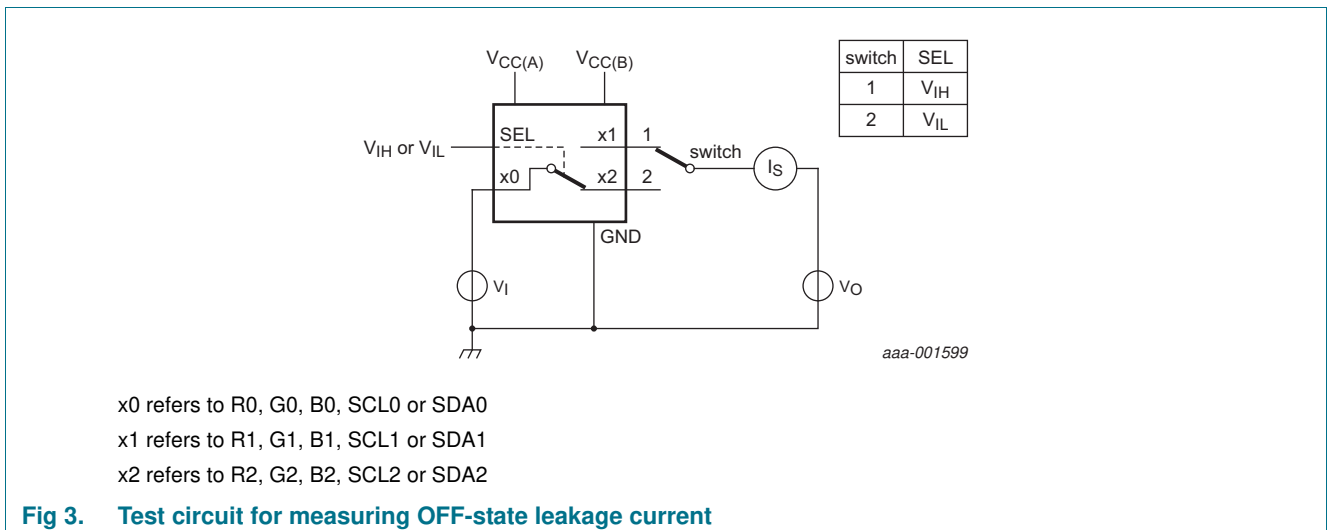 VCC(A) VCC(B)
switch SEL
1 VIH
2 VIL
VIH or VIL
SEL x1 1
switch
IS
x0 x2 2
GND
VI
VO
aaa-001599
x0 refers to R0, G0, B0, SCL0 or SDA0
x1 refers to R1, G1, B1, SCL1 or SDA1
x2 refers to R2, G2, B2, SCL2 or SDA2
Fig 3. Test circuit for measuring OFF-state leakage current